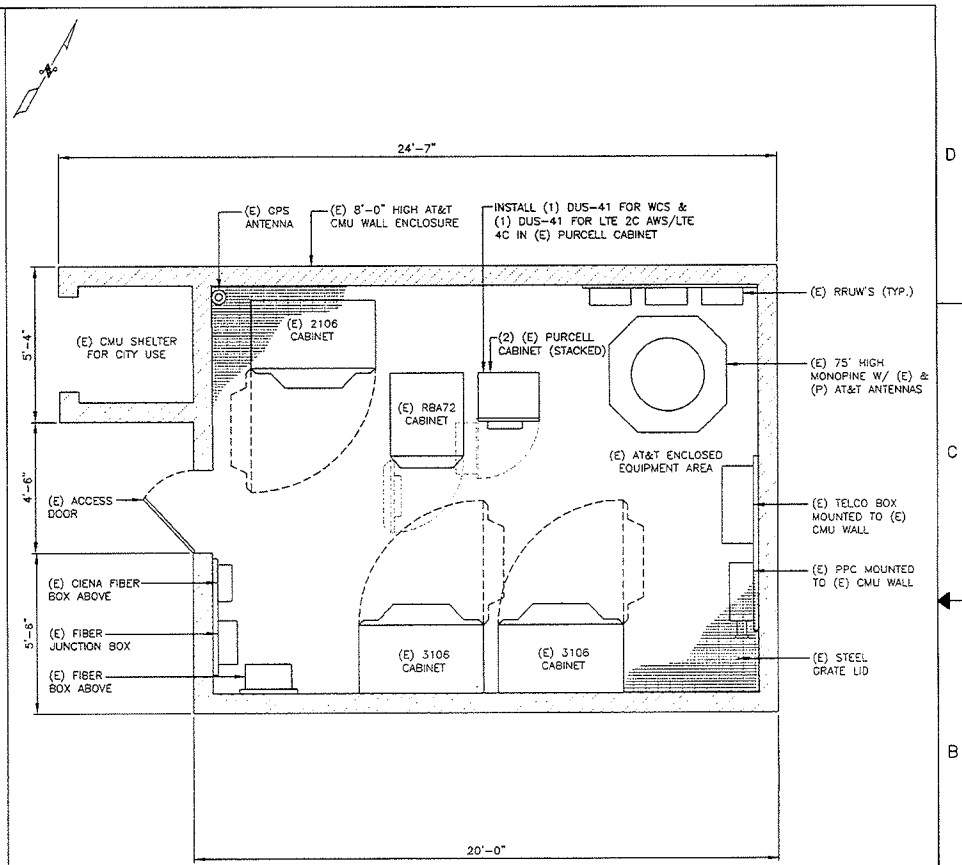 N
24'-7"
(E) GPS
ANTENNA
(E) 8'-0" HIGH AT&T
CMU WALL ENCLOSURE
INSTALL (1) DUS-41 FOR WCS &
(1) DUS-41 FOR LTE 2C AWS/LTE
4C IN (E) PURCELL CABINET
D
(E) RRUW'S (TYP.)
5'-4"
(E) CMU SHELTER
FOR CITY USE
(E) 2106
CABINET
(2) (E) PURCELL
CABINET (STACKED)
(E) 75' HIGH
MONOPINE W/ (E) &
(P) AT&T ANTENNAS
(E) RBA72
CABINET
(E) AT&T ENCLOSED
EQUIPMENT AREA
C
4'-6"
(E) ACCESS
DOOR
(E) TELCO BOX
MOUNTED TO (E)
CMU WALL
(E) CIENA FIBER
BOX ABOVE
(E) PPC MOUNTED
TO (E) CMU WALL
5'-6"
(E) FIBER
JUNCTION BOX
(E) FIBER
BOX ABOVE
(E) 3106
CABINET
(E) 3106
CABINET
(E) STEEL
GRATE LID
B
20'-0"